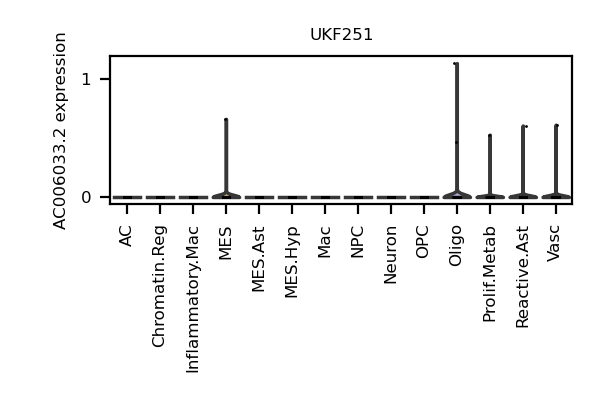 UKF251
AC006033.2 expression
1
0
AC
Chromatin.Reg
Inflammatory.Mac
MES
MES.Ast
MES.Hyp
Mac
NPC
Neuron
OPC
Oligo
Prolif.Metab
Reactive.Ast
Vasc